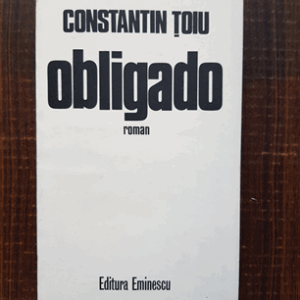 CONSTANTIN ȚOIU
obligado
roman
Editura Eminescu